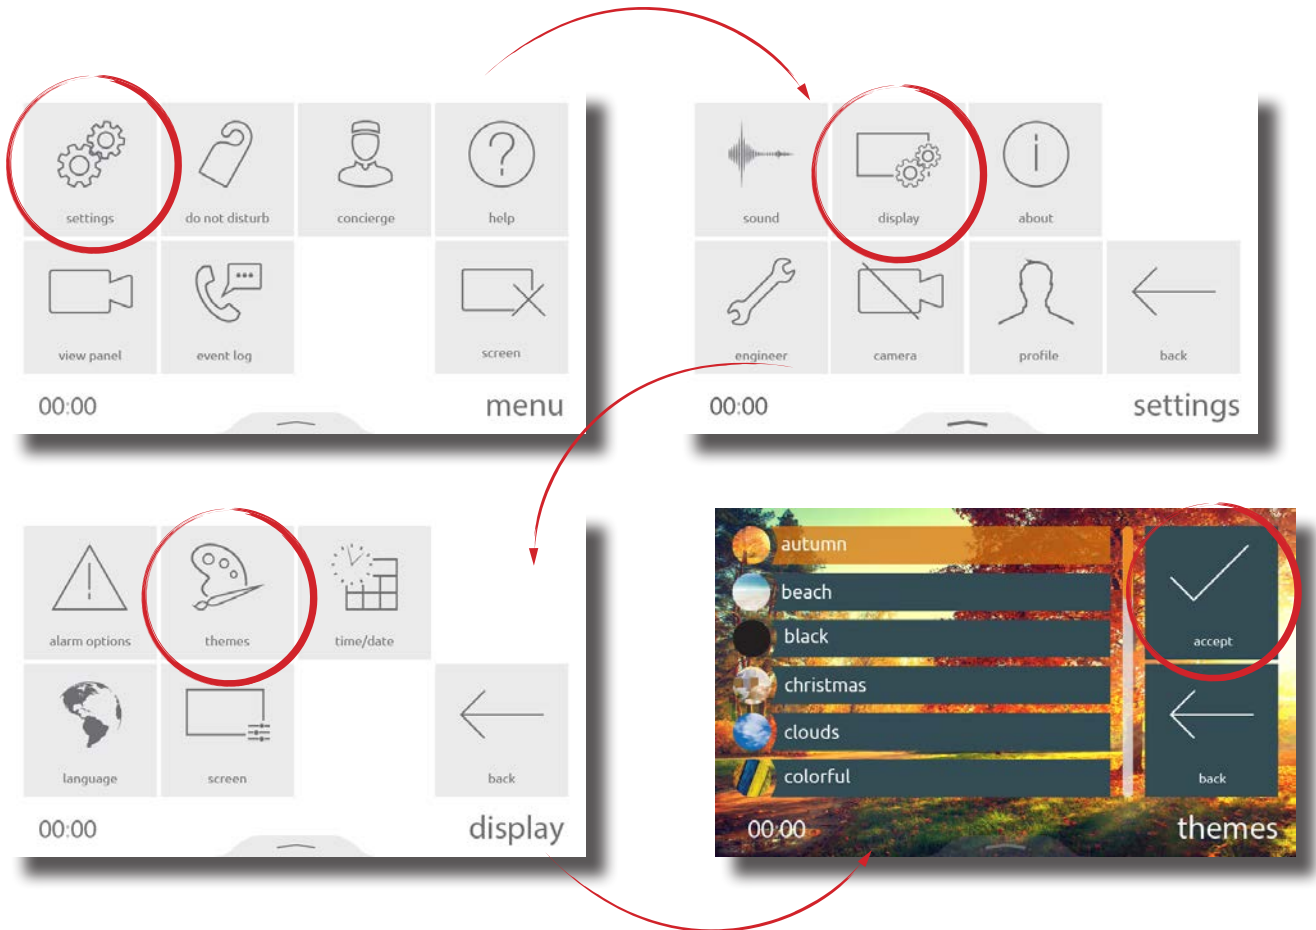 settings
do not disturb
concierge
help
view panel
event log
screen
00:00
menu
sound
display
about
engineer
camera
profile
back
00:00
settings
alarm options
themes
time/date
language
screen
back
00:00
display
autumn
beach
black
christmas
clouds
colorful
accept
back
00:00
themes